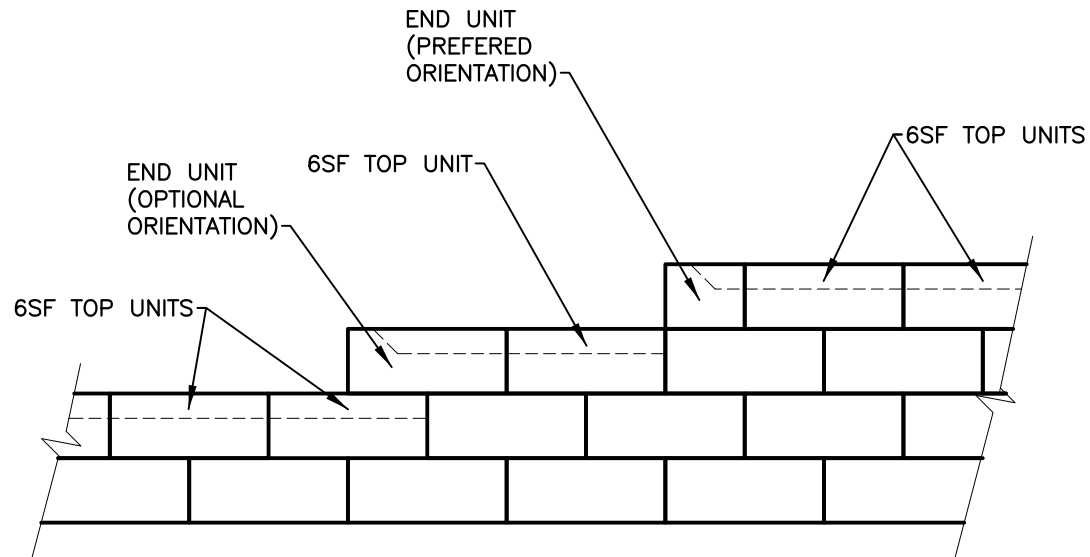 END UNIT
(PREFERED
ORIENTATION)
6SF TOP UNITS
6SF TOP UNIT
END UNIT
(OPTIONAL
ORIENTATION)
6SF TOP UNITS